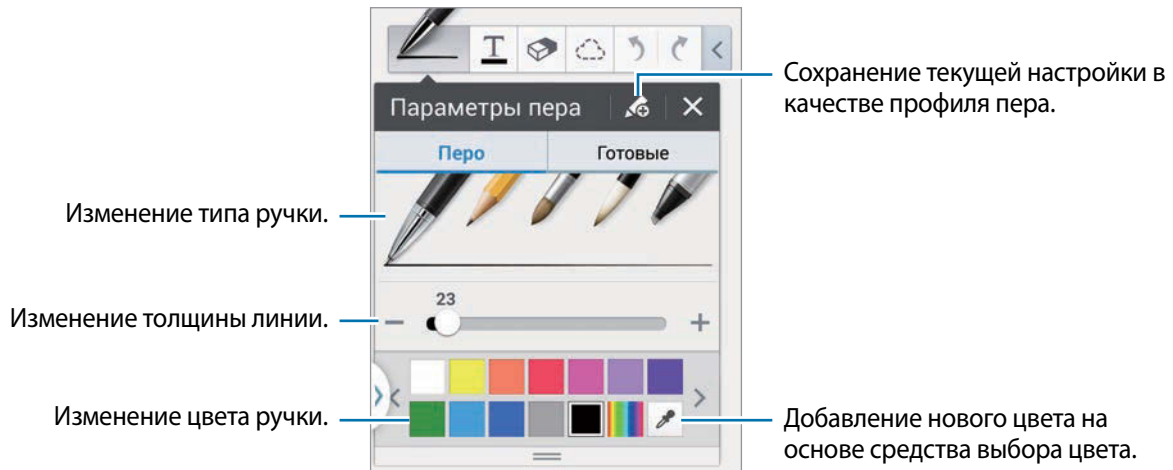 T
Сохранение текущей настройки в
качестве профиля пера.
Параметры пера
Перо
Готовые
Изменение типа ручки.
23
Изменение толщины линии.
Изменение цвета ручки.
Добавление нового цвета на
основе средства выбора цвета.